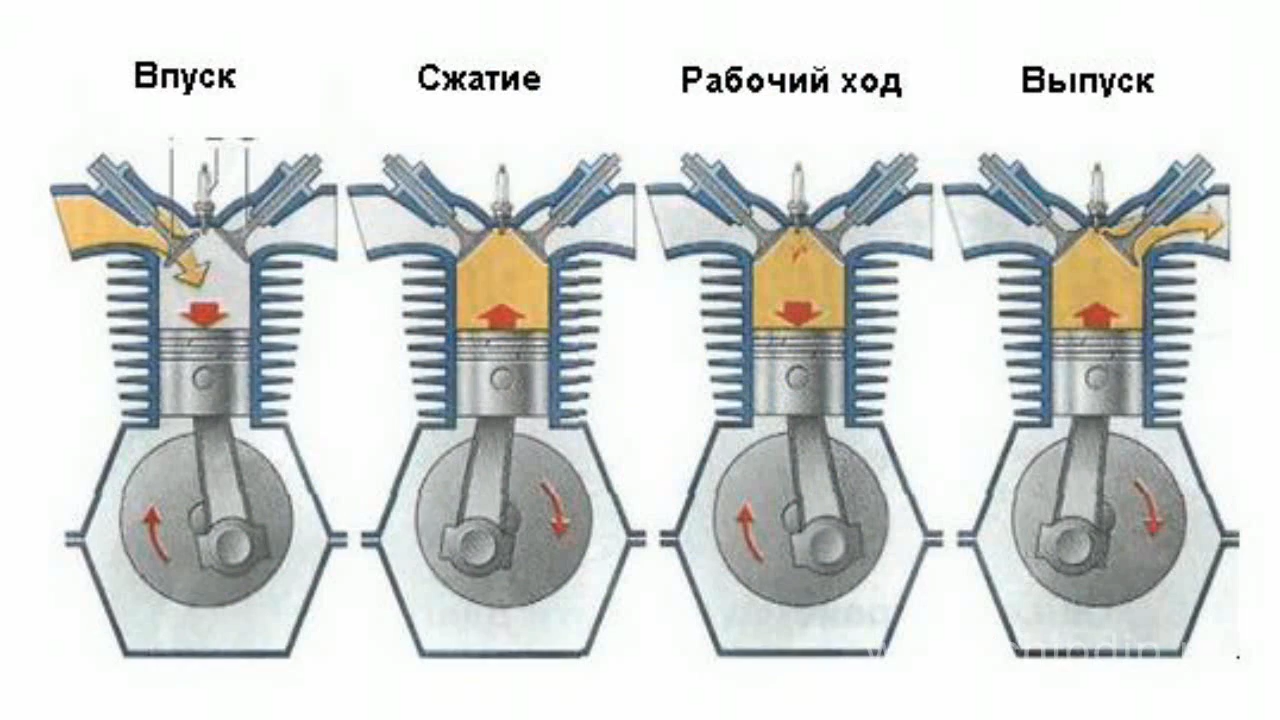 Впуск
Сжатие
Рабочий ход
Выпуск